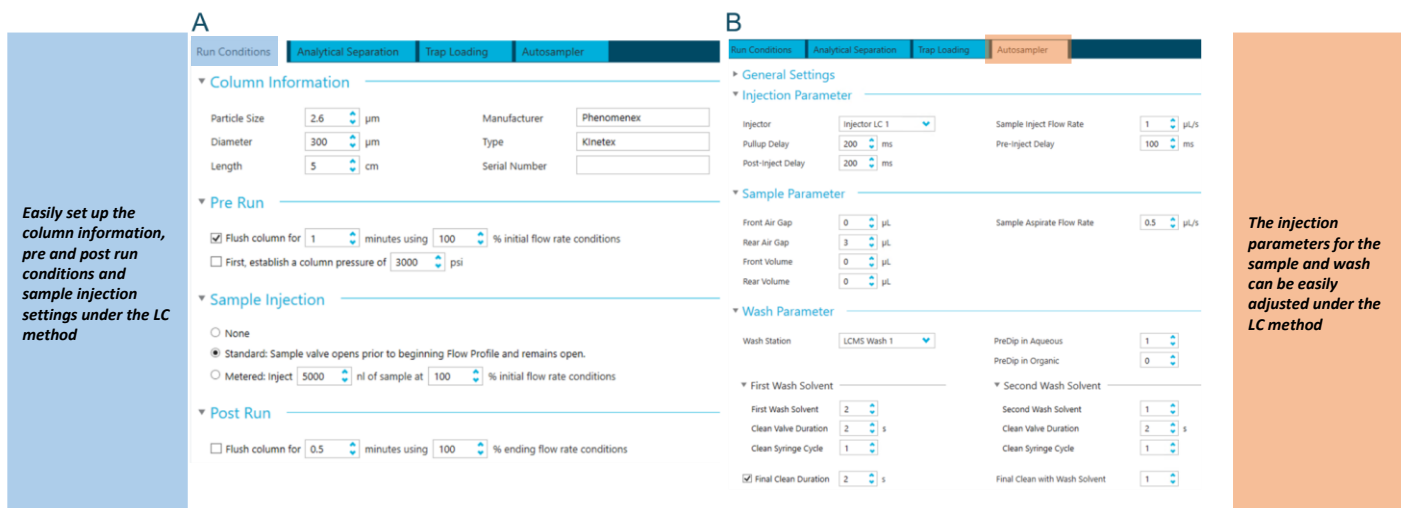 A
Run Conditions Analytical Separation Trap Loading Autosampler
Column Information
Particle Size 2.6 µm Manufacturer Phenomenex
Diameter 300 µm Type KInetex
Length 5 cm Serial Number
Pre Run
Flush column for 1 minutes using 100 % initial flow rate conditions
First, establish a column pressure of 3000 psi
Sample Injection
None
Standard: Sample valve opens prior to beginning Flow Profile and remains open.
Metered: Inject 5000 nl of sample at 100 % initial flow rate conditions
Post Run
Flush column for 0.5 minutes using 100 % ending flow rate conditions
Easily set up the
column information,
pre and post run
conditions and
sample injection
settings under the LC
method
B
Run Conditions Analytical Separation Trap Loading Autosampler
General Settings
Injection Parameter
Injector Injector LC 1 Sample Inject Flow Rate 1 µL/s
Pullup Delay 200 ms Pre-Inject Delay 100 ms
Post-Inject Delay 200 ms
Sample Parameter
Front Air Gap 0 µL Sample Aspirate Flow Rate 0.5 µL/s
Rear Air Gap 3 µL
Front Volume 0 µL
Rear Volume 0 µL
Wash Parameter
Wash Station LCMS Wash 1 PreDip in Aqueous 1
PreDip in Organic 0
First Wash Solvent Second Wash Solvent
First Wash Solvent 2 Second Wash Solvent 1
Clean Valve Duration 2 s Clean Valve Duration 2 s
Clean Syringe Cycle 1 Clean Syringe Cycle 1
Final Clean Duration 2 s Final Clean with Wash Solvent 1
The injection
parameters for the
sample and wash
can be easily
adjusted under the
LC method